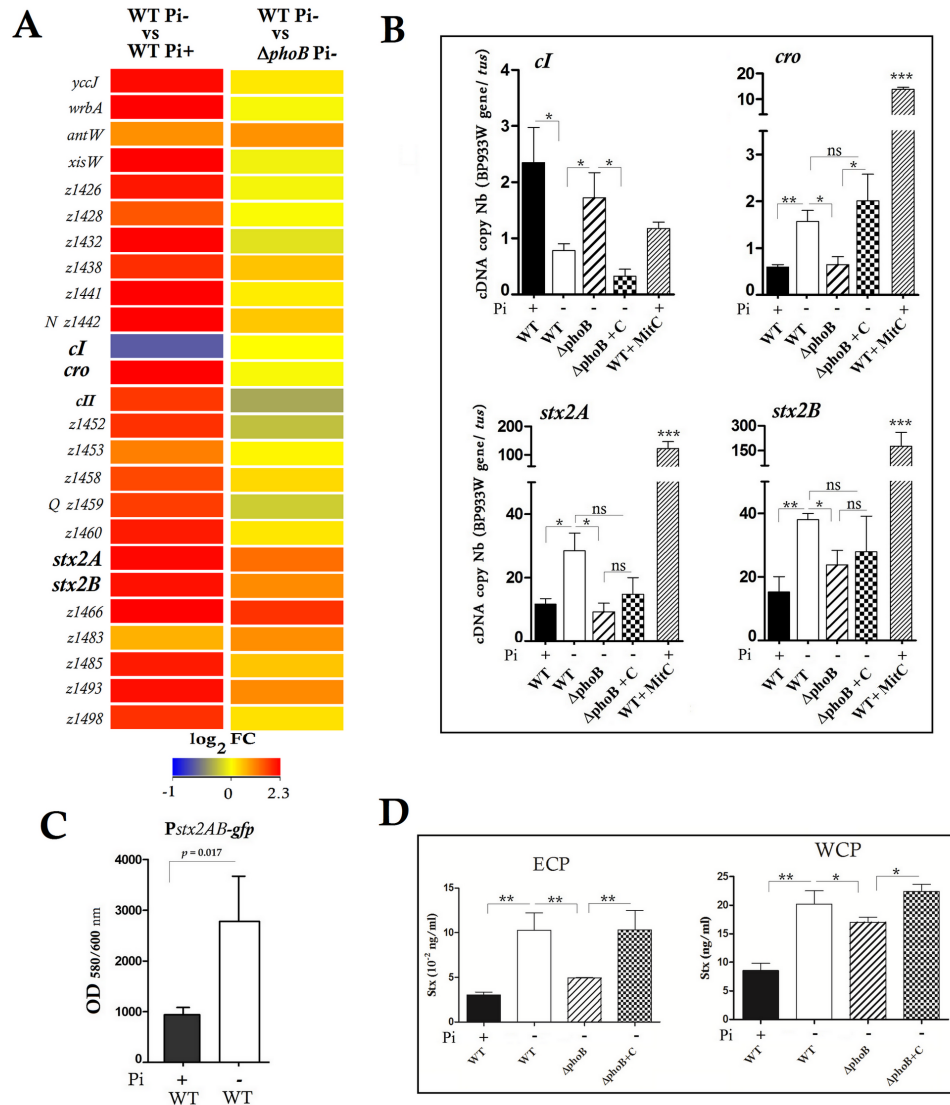 A
WT Pi-
vs
WT Pi+
WT Pi-
vs
ΔphoB Pi-
yccJ
wrbA
antW
xisW
z1426
z1428
z1432
z1438
z1441
N z1442
cI
cro
cII
z1452
z1453
z1458
Q z1459
z1460
stx2A
stx2B
z1466
z1483
z1485
z1493
z1498
log2 FC
-1 0 2.3
B
cI
cDNA copy Nb (BP933W gene/ tus)
4
3
2
1
0
* * *
Pi + - - - +
WT WT ΔphoB ΔphoB +C WT+MitC
cro
20
10
3
2
1
0
** * ns * ***
Pi + - - - +
WT WT ΔphoB ΔphoB +C WT+ MitC
stx2A
cDNA copy Nb (BP933W gene/ tus)
200
100
40
20
0
* * ns ns ***
Pi + - - - +
WT WT ΔphoB ΔphoB +C WT+MitC
stx2B
300
150
60
40
20
0
** * ns ns ***
Pi + - - - +
WT WT ΔphoB ΔphoB +C WT+MitC
C
Pstx2AB-gfp
p = 0.017
OD 580/600 nm
4000
3000
2000
1000
0
Pi + -
WT WT
D
ECP
Stx (10-2 ng/ml)
15
10
5
0
** ** **
Pi + - - -
WT WT ΔphoB ΔphoB+C
WCP
Stx (ng/ml)
25
20
15
10
5
0
** * *
Pi + - - -
WT WT ΔphoB ΔphoB+C